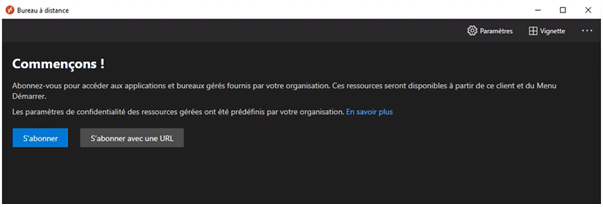 Bureau à distance
Paramètres
Vignette
Commençons !
Abonnez-vous pour accéder aux applications et bureaux gérés fournis par votre organisation. Ces ressources seront disponibles à partir de ce client et du Menu
Démarrer.
Les paramètres de confidentialité des ressources gérées ont été prédéfinis par votre organisation. En savoir plus
S'abonner
S'abonner avec une URL